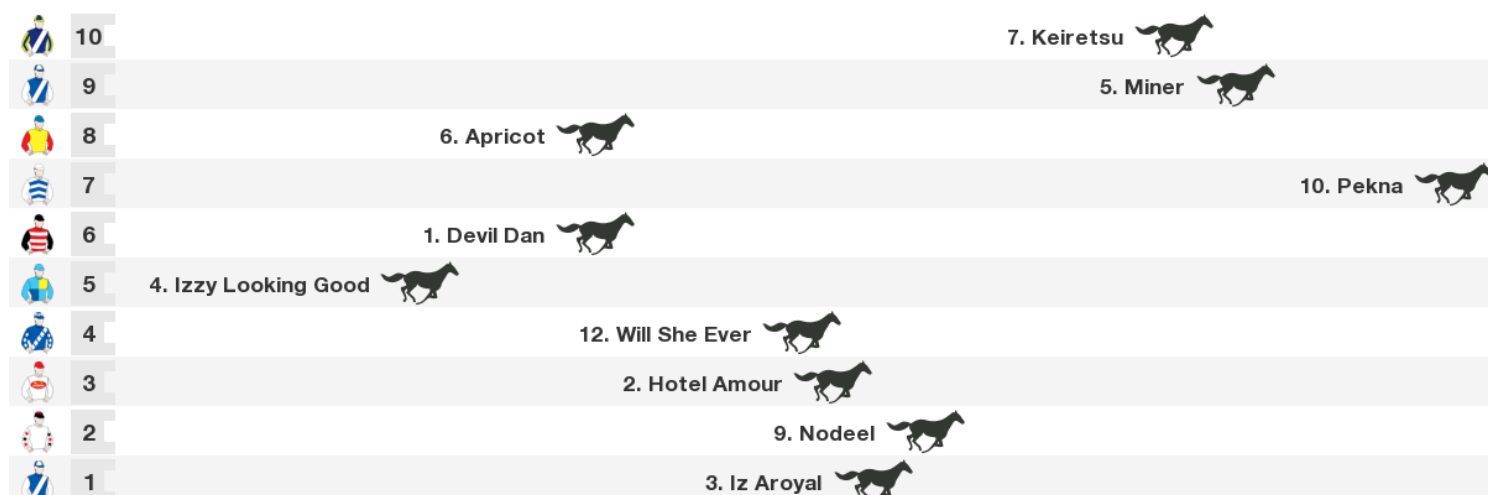 10 7. Keiretsu
9 5. Miner
8 6. Apricot
7 10. Pekna
6 1. Devil Dan
5 4. Izzy Looking Good
4 12. Will She Ever
3 2. Hotel Amour
2 9. Nodeel
1 3. Iz Aroyal